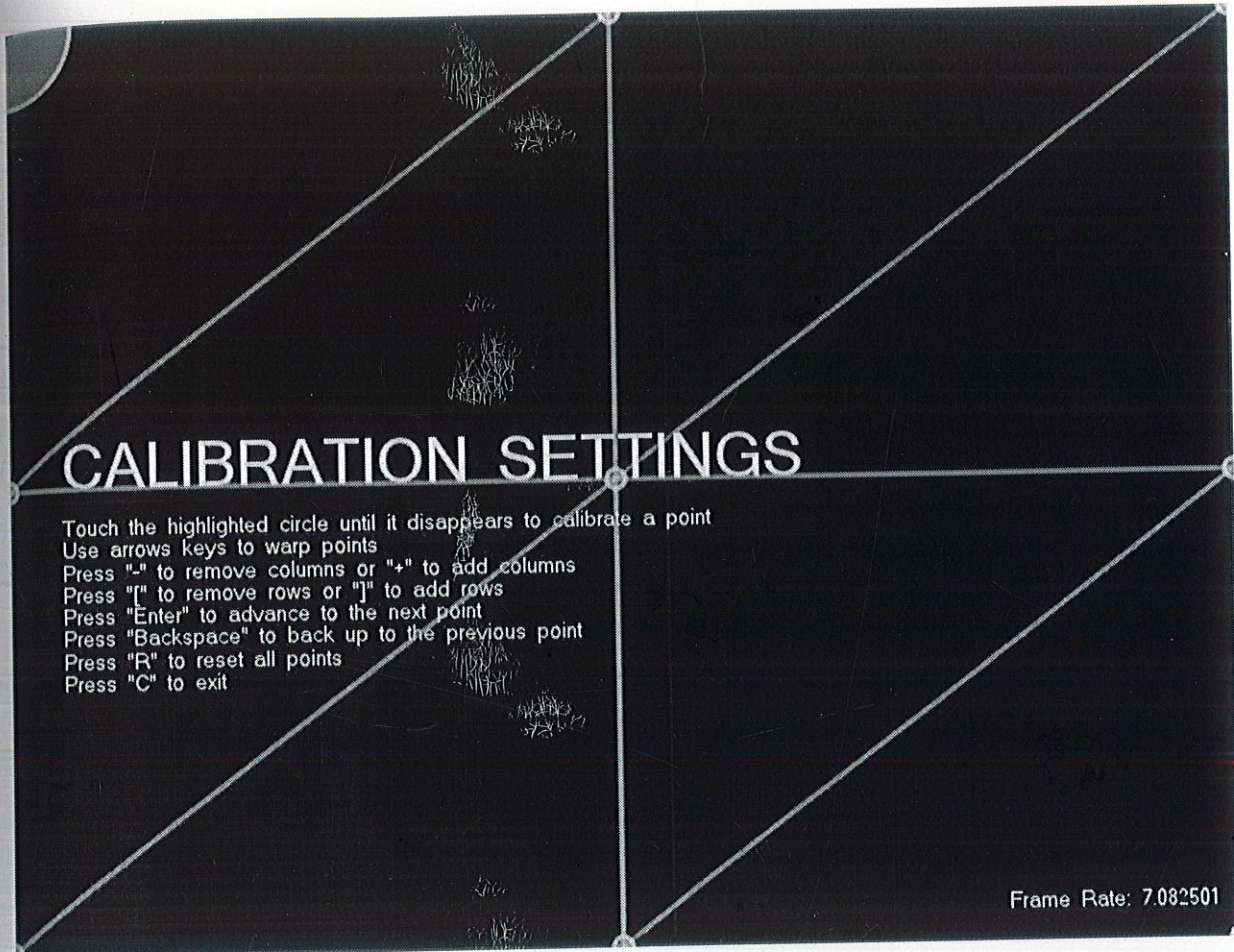 CALIBRATION SETTINGS
Touch the highlighted circle until it disappears to calibrate a point
Use arrows keys to warp points
Press "-" to remove columns or "+" to add columns
Press "[" to remove rows or "]" to add rows
Press "Enter" to advance to the next point
Press "Backspace" to back up to the previous point
Press "R" to reset all points
Press "C" to exit
Frame Rate: 7.082501